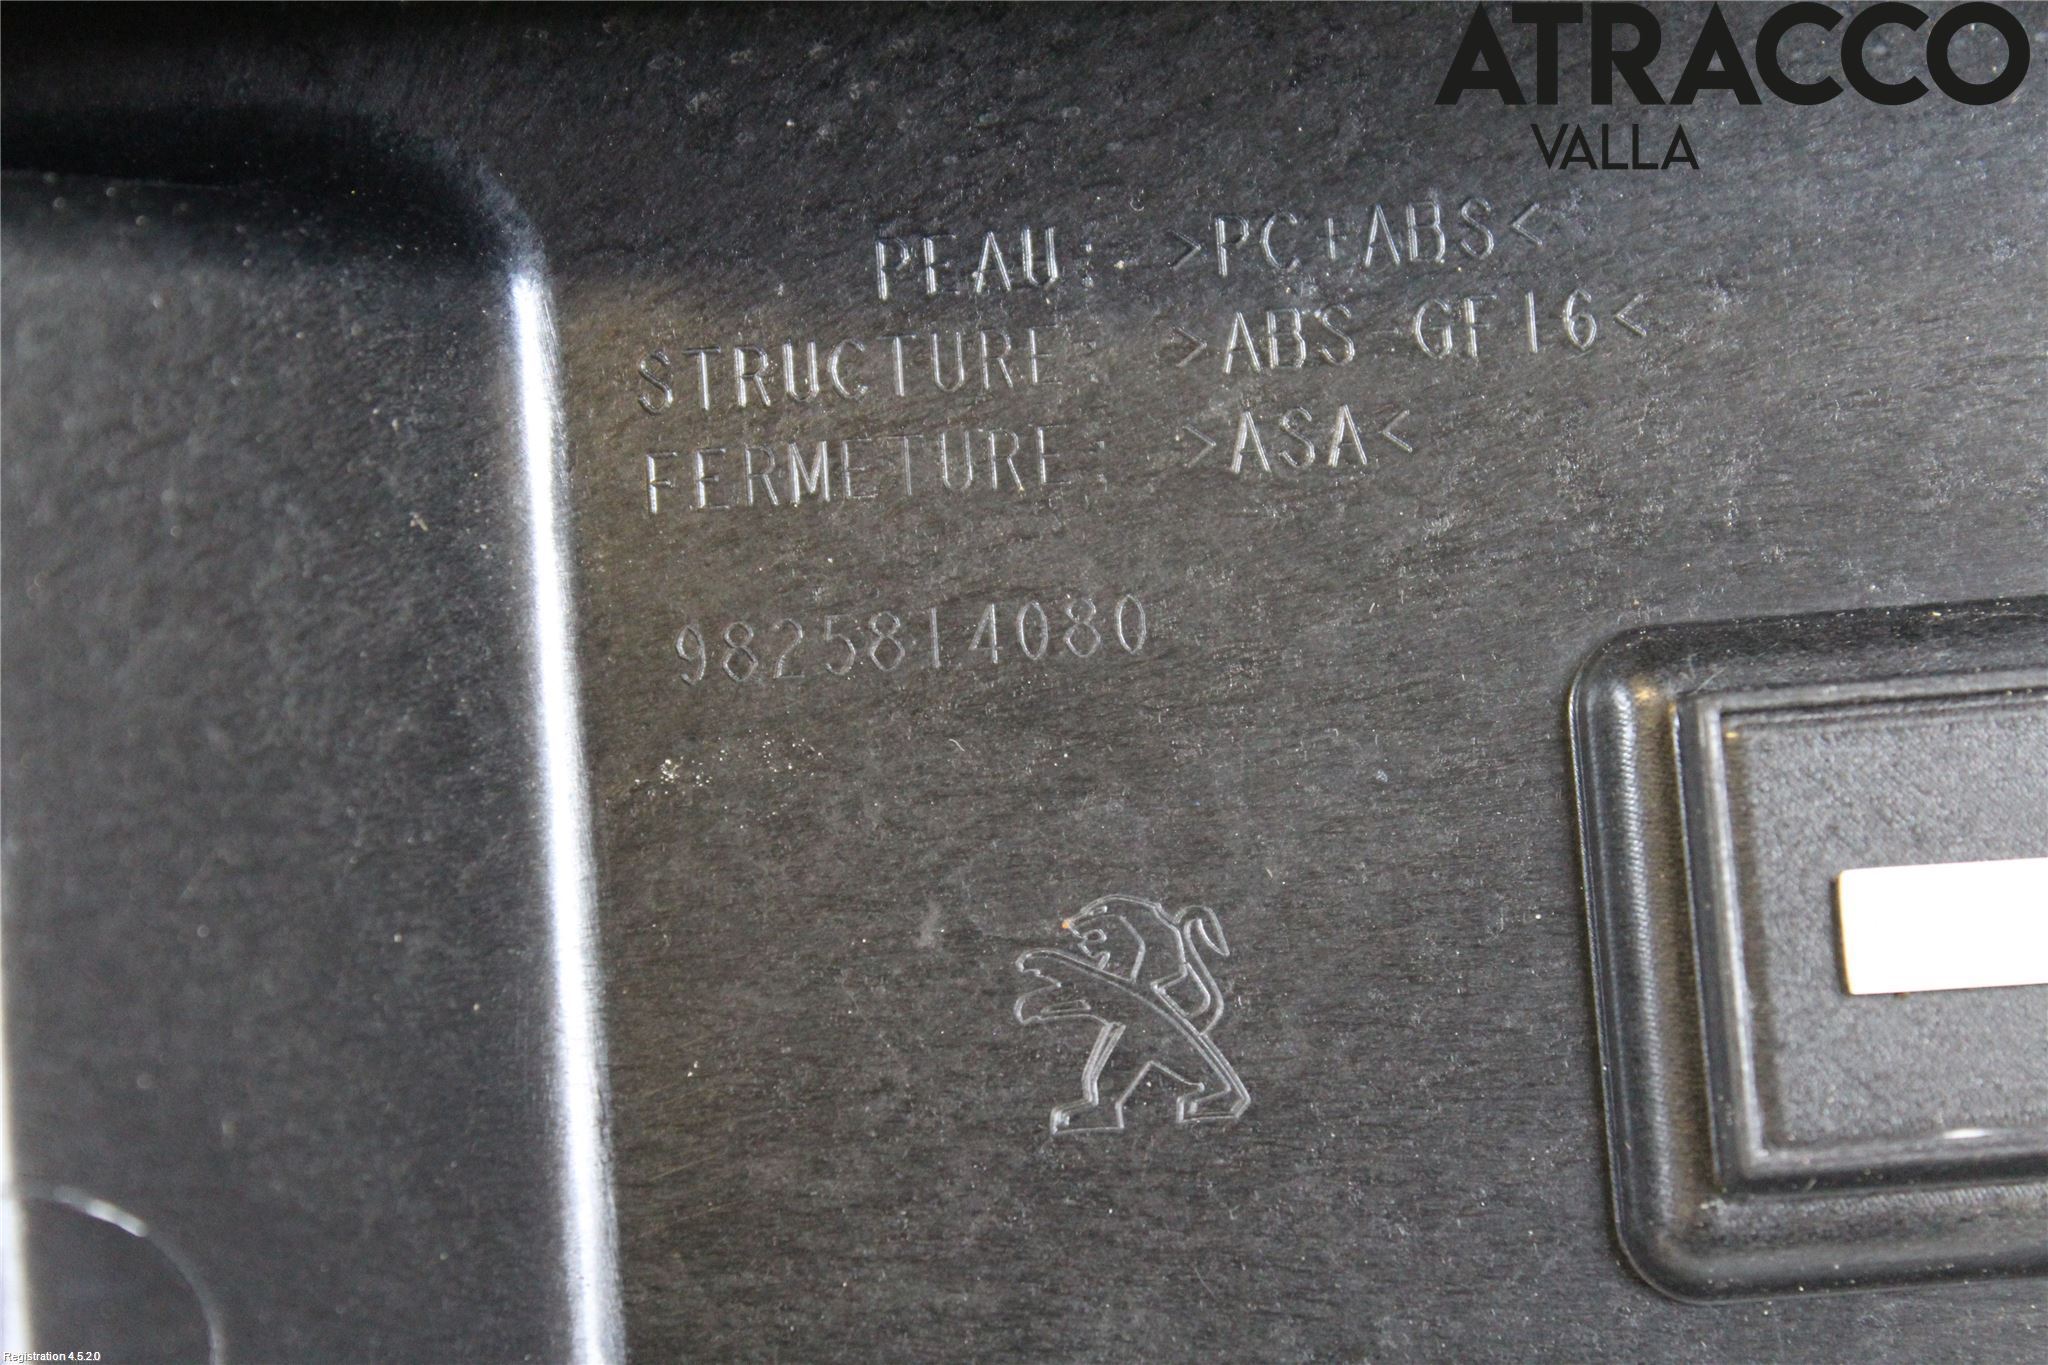 ATRACCO
VALLA
PEAU: >PC+ABS<
STRUCTURE: >ABS-GF16<
FERMETURE: >ASA<
9825814080
Registration 4.5.2.0